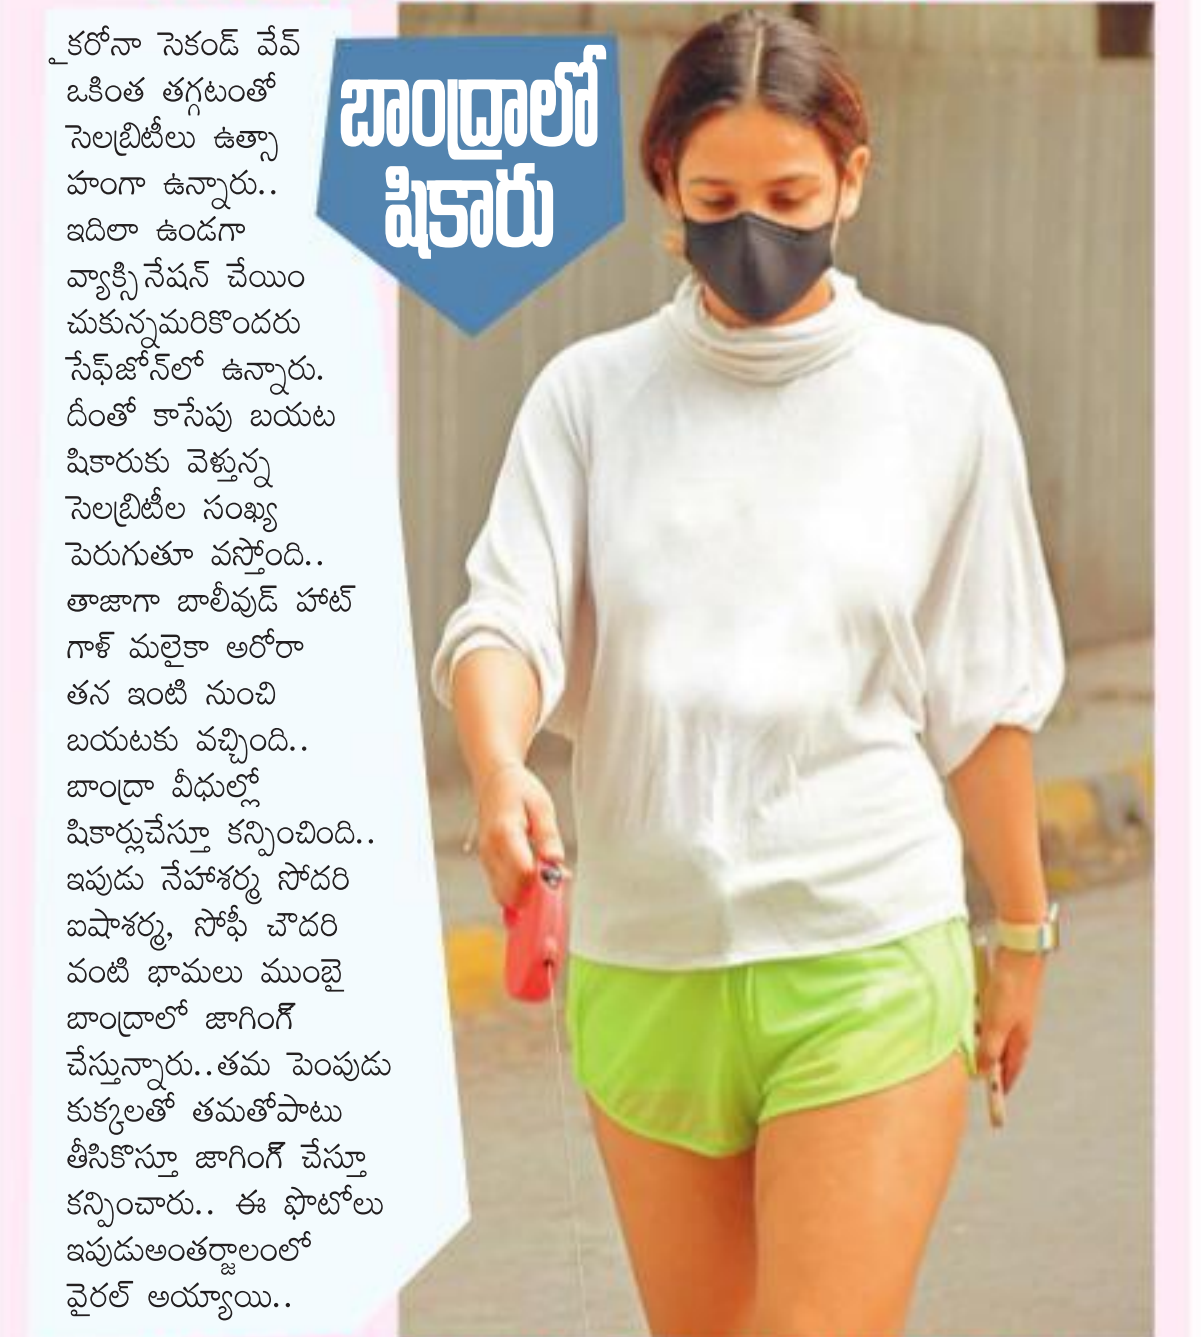 బాంద్రాలో
షికారు
కరోనా సెకండ్ వేవ్
ఒకింత తగ్గటంతో
సెలబ్రిటీలు ఉత్సా
హంగా ఉన్నారు..
ఇదిలా ఉండగా
వ్యాక్సినేషన్ చేయిం
చుకున్నమరికొందరు
సేఫ్‌జోన్‌లో ఉన్నారు.
దీంతో కాసేపు బయట
షికారుకు వెళ్తున్న
సెలబ్రిటీల సంఖ్య
పెరుగుతూ వస్తోంది..
తాజాగా బాలీవుడ్ హాట్
గాళ్ మలైకా అరోరా
తన ఇంటి నుంచి
బయటకు వచ్చింది..
బాంద్రా వీధుల్లో
షికార్లుచేస్తూ కన్పించింది..
ఇపుడు నేహాశర్మ సోదరి
ఐషాశర్మ, సోఫీ చౌదరి
వంటి భామలు ముంబై
బాంద్రాలో జాగింగ్
చేస్తున్నారు..తమ పెంపుడు
కుక్కలతో తమతోపాటు
తీసికొస్తూ జాగింగ్ చేస్తూ
కన్పించారు.. ఈ ఫొటోలు
ఇపుడుఅంతర్జాలంలో
వైరల్ అయ్యాయి..